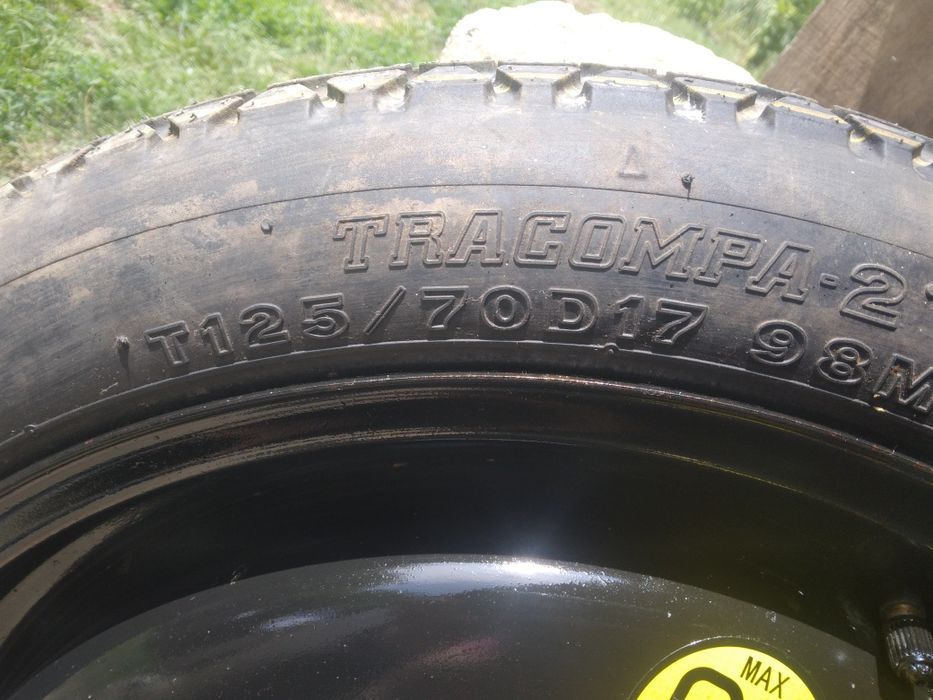 TRACOMPA-2
T125/70D17 98M
MAX